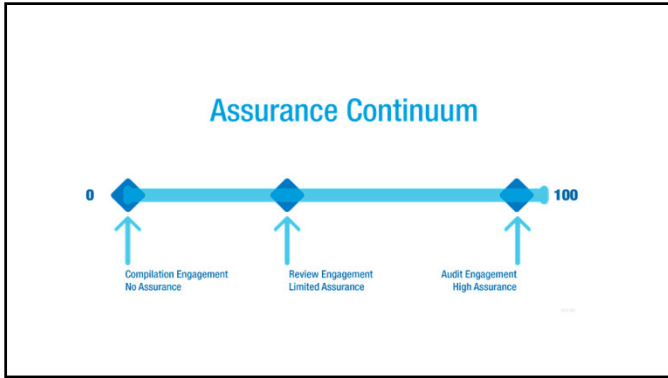 Assurance Continuum
0
100
Compilation Engagement
No Assurance
Review Engagement
Limited Assurance
Audit Engagement
High Assurance